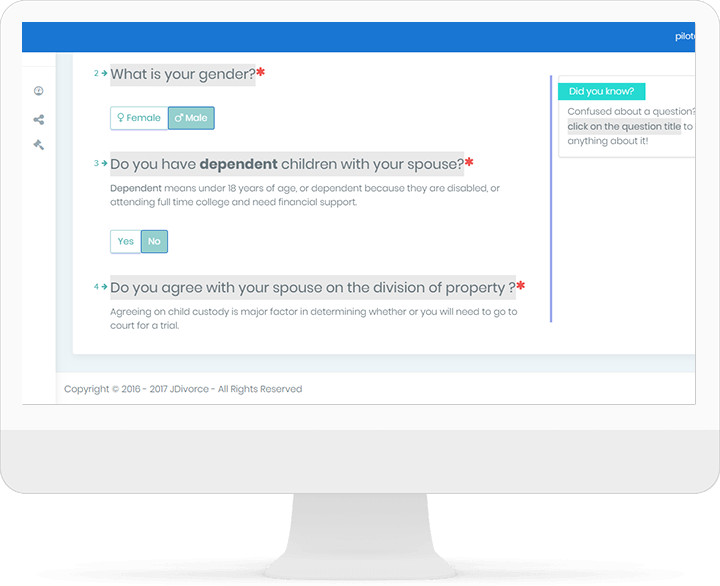 2 → What is your gender?*
Female Male
3 → Do you have dependent children with your spouse?*
Dependent means under 18 years of age, or dependent because they are disabled, or
attending full time college and need financial support.
Yes No
4 → Do you agree with your spouse on the division of property ?*
Agreeing on child custody is major factor in determining whether or you will need to go to
court for a trial.
Did you know?
Confused about a question?
click on the question title to
anything about it!
Copyright © 2016 - 2017 JDivorce - All Rights Reserved